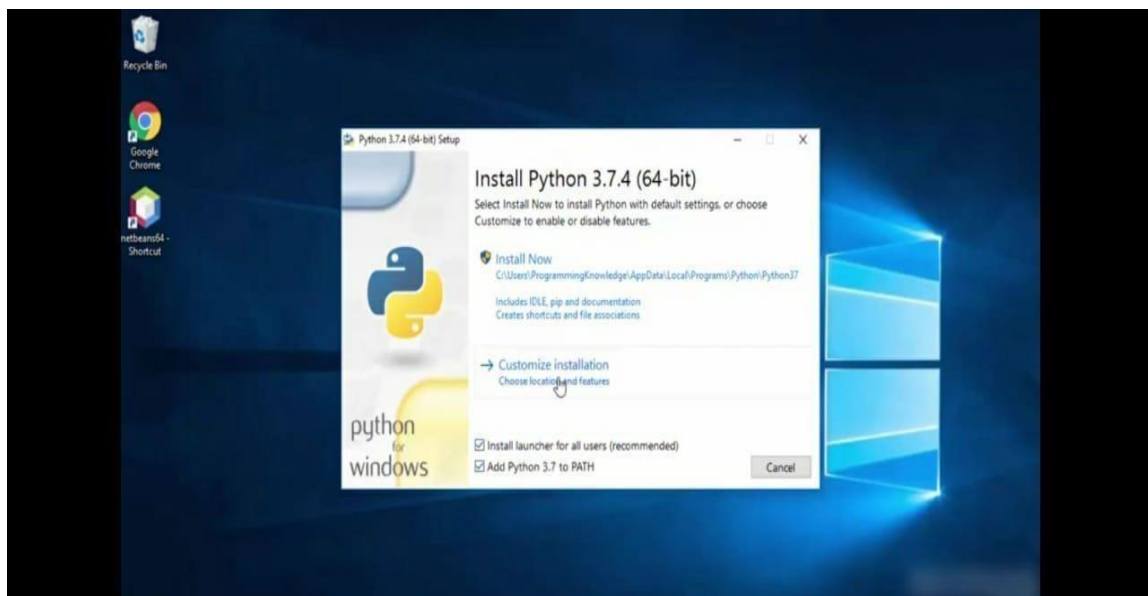 Recycle Bin
Google
Chrome
netbeans64 -
Shortcut
Python 3.7.4 (64-bit) Setup
Install Python 3.7.4 (64-bit)
Select Install Now to install Python with default settings, or choose
Customize to enable or disable features.
Install Now
C:\Users\ProgrammingKnowledge\AppData\Local\Programs\Python\Python37
Includes IDLE, pip and documentation
Creates shortcuts and file associations
Customize installation
Choose location and features
python
for
windows
Install launcher for all users (recommended)
Add Python 3.7 to PATH
Cancel